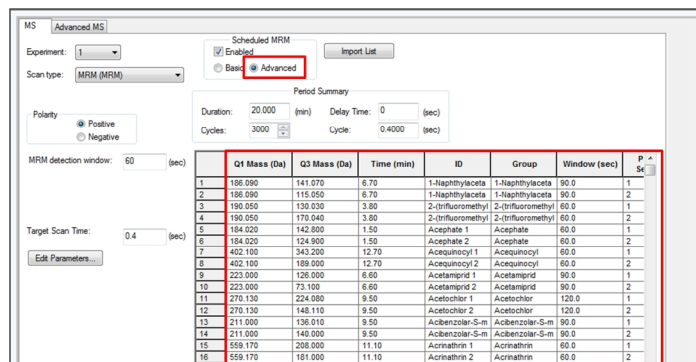 MS Advanced MS
Experiment: 1
Scan type: MRM (MRM)
Scheduled MRM
Enabled
Basic Advanced
Import List
Period Summary
Duration: 20.000 (min) Delay Time: 0 (sec)
Cycles: 3000 Cycle: 0.4000 (sec)
Polarity
Positive
Negative
MRM detection window: 60 (sec)
Target Scan Time: 0.4 (sec)
Edit Parameters...
Q1 Mass (Da) Q3 Mass (Da) Time (min) ID Group Window (sec) P Se
1 186.090 141.070 6.70 1-Naphthylaceta 1-Naphthylaceta 90.0 1
2 186.090 115.050 6.70 1-Naphthylaceta 1-Naphthylaceta 90.0 2
3 190.050 130.030 3.80 2-(trifluoromethyl 2-(trifluoromethyl 60.0 1
4 190.050 170.040 3.80 2-(trifluoromethyl 2-(trifluoromethyl 60.0 2
5 184.020 142.800 1.50 Acephate 1 Acephate 60.0 1
6 184.020 124.900 1.50 Acephate 2 Acephate 60.0 2
7 402.100 343.200 12.70 Acequinocyl 1 Acequinocyl 60.0 1
8 402.100 189.000 12.70 Acequinocyl 2 Acequinocyl 60.0 2
9 223.000 126.000 6.60 Acetamiprid 1 Acetamiprid 90.0 1
10 223.000 73.100 6.60 Acetamiprid 2 Acetamiprid 90.0 2
11 270.130 224.080 9.50 Acetochlor 1 Acetochlor 120.0 1
12 270.130 148.110 9.50 Acetochlor 2 Acetochlor 120.0 2
13 211.000 136.010 9.50 Acibenzolar-S-m Acibenzolar-S-m 90.0 1
14 211.000 140.000 9.50 Acibenzolar-S-m Acibenzolar-S-m 90.0 2
15 559.170 208.000 11.10 Acrinathrin 1 Acrinathrin 60.0 1
16 559.170 181.000 11.10 Acrinathrin 2 Acrinathrin 60.0 2